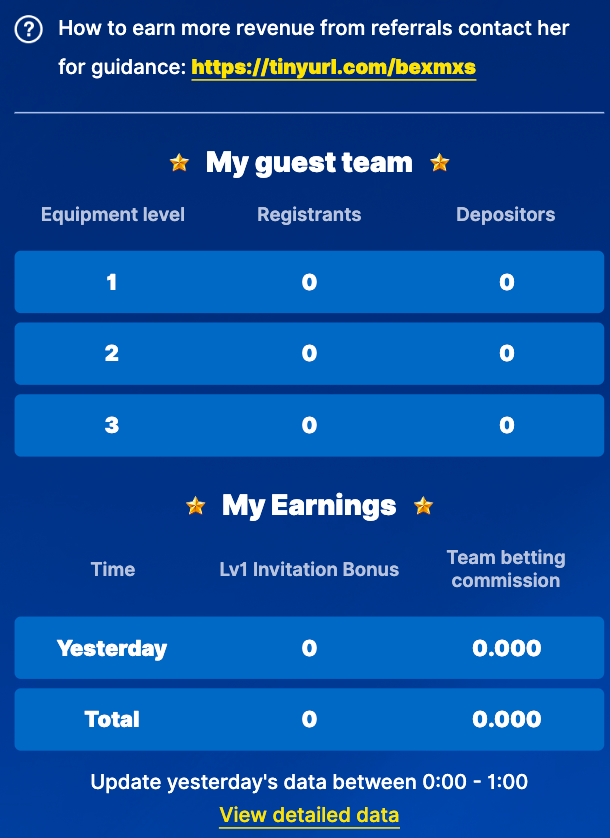 How to earn more revenue from referrals contact her
for guidance: https://tinyurl.com/bexmxs
My guest team
Equipment level Registrants Depositors
1 0 0
2 0 0
3 0 0
My Earnings
Time Lv1 Invitation Bonus Team betting commission
Yesterday 0 0.000
Total 0 0.000
Update yesterday's data between 0:00 - 1:00
View detailed data